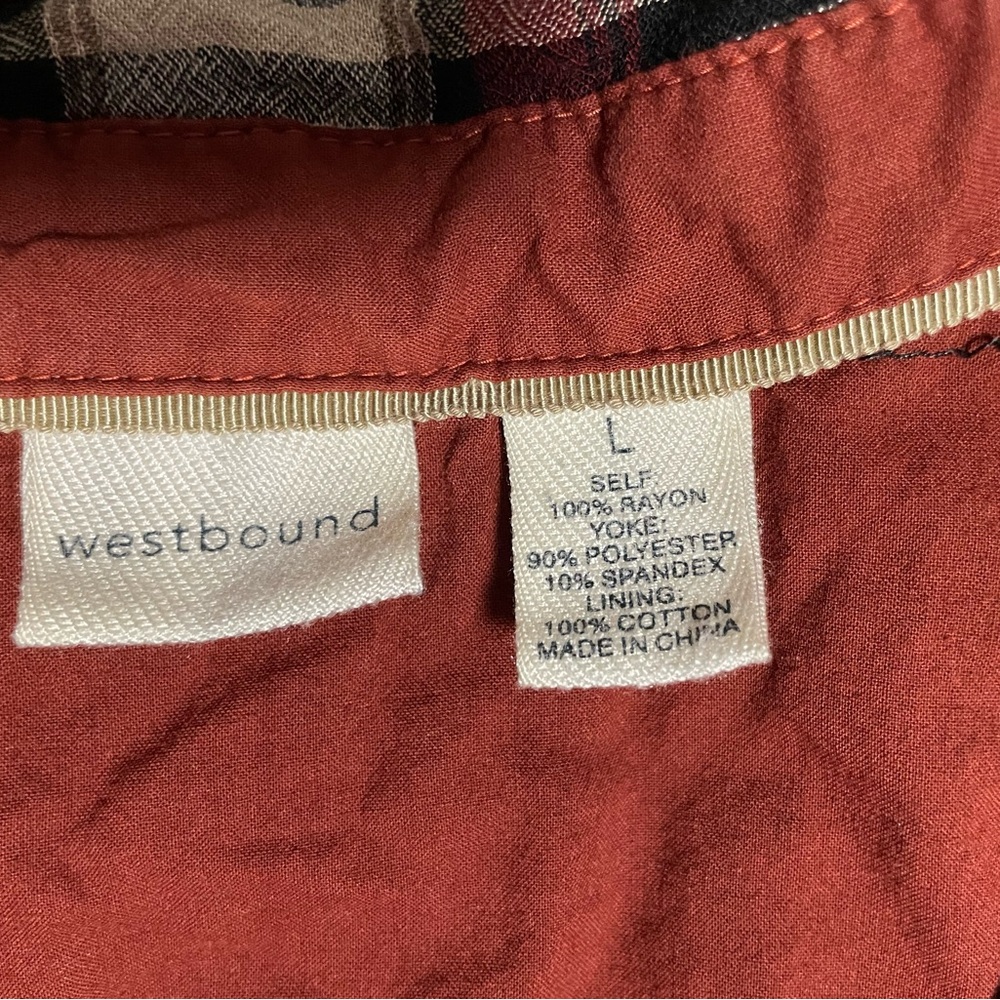 westbound
L
SELF
100% RAYON
YOKE:
90% POLYESTER
10% SPANDEX
LINING:
100% COTTON
MADE IN CHINA